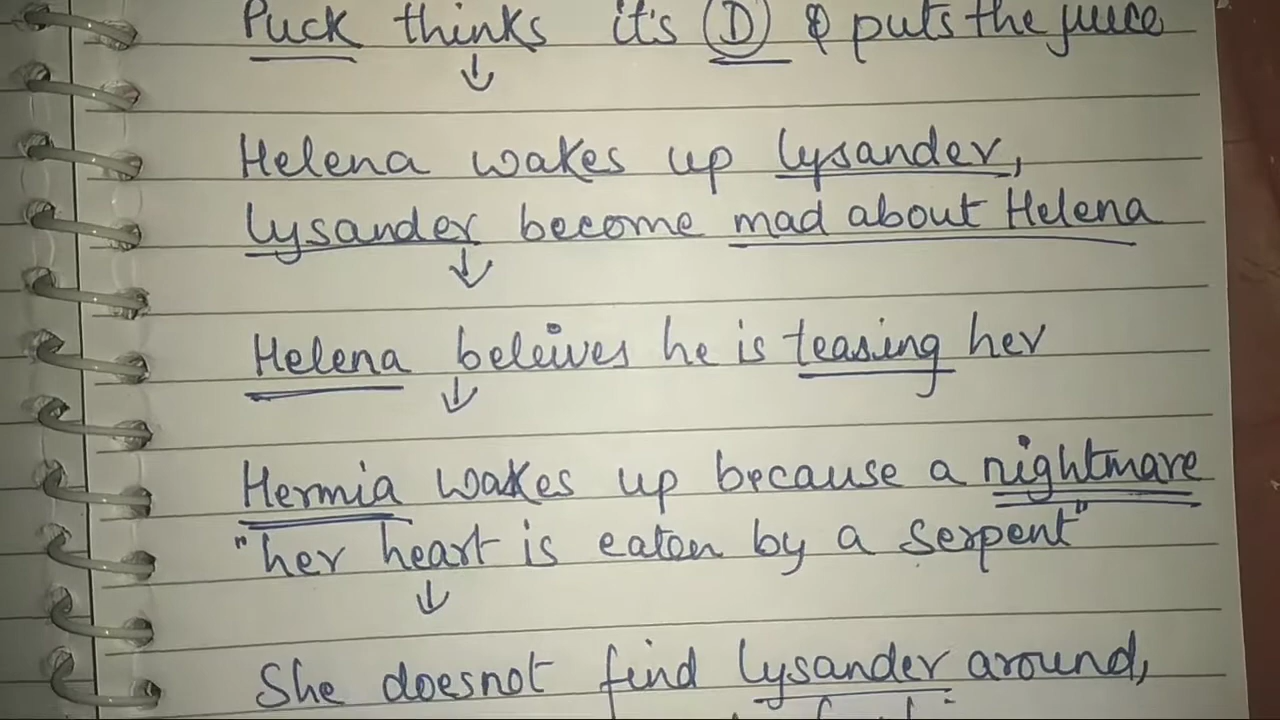 Puck thinks it's D & puts the juice
↓
Helena wakes up lysander,
lysander become mad about Helena
↓
Helena beleives he is teasing her
↓
Hermia wakes up because a nightmare
"her heart is eaten by a serpent"
↓
She doesnot find lysander around,